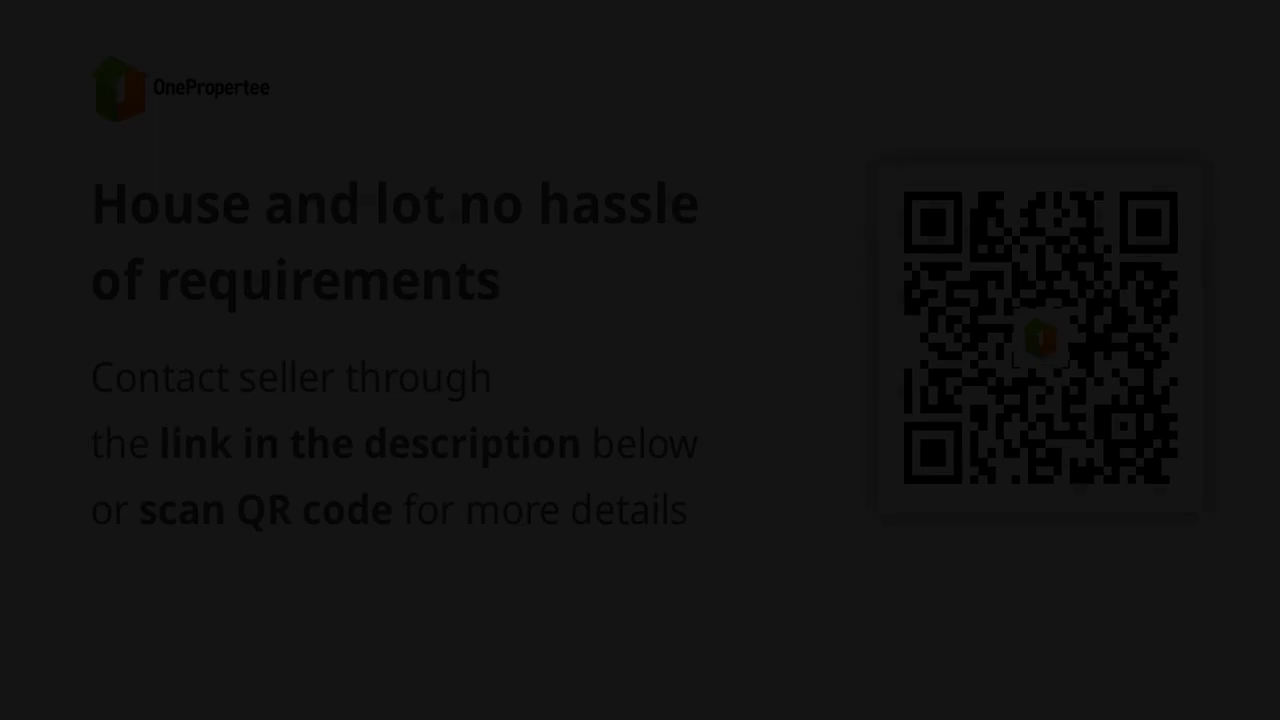 OnePropertee
House and lot no hassle
of requirements
Contact seller through
the link in the description below
or scan QR code for more details